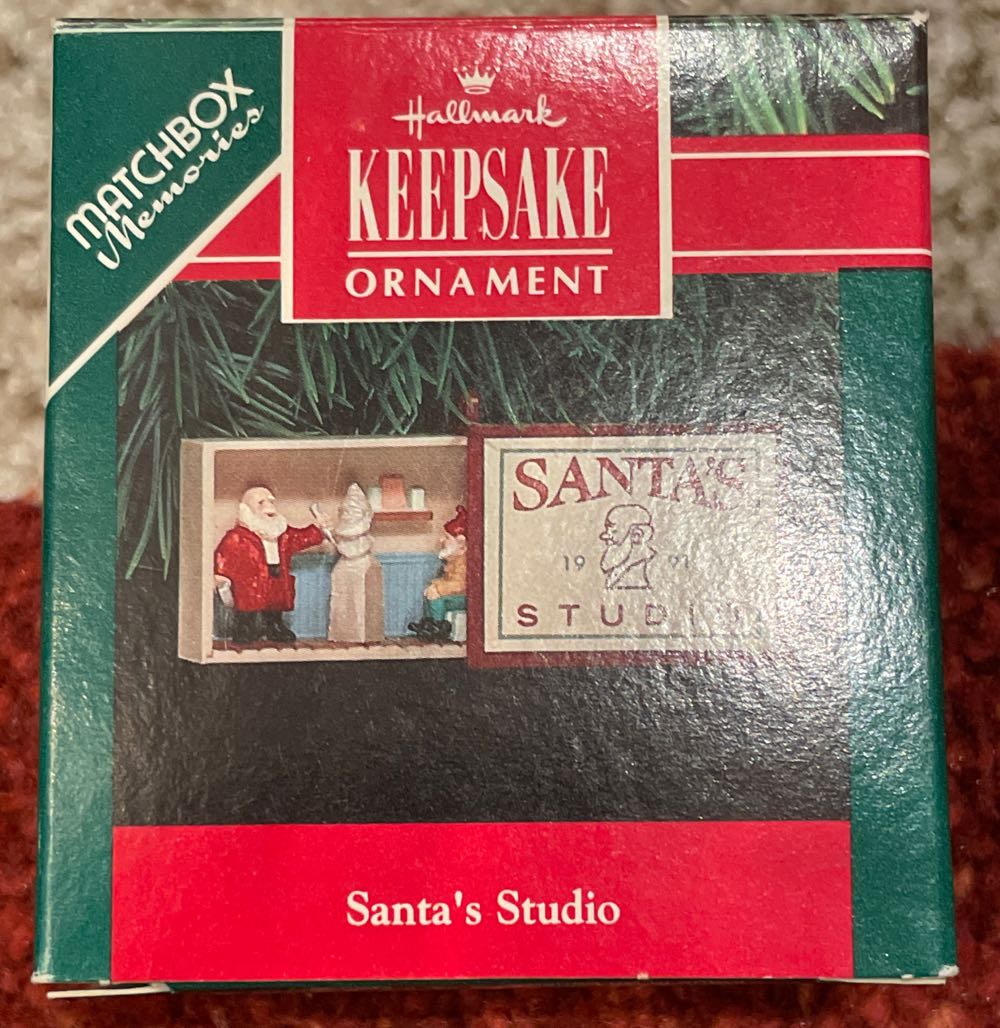 MATCHBOX
Memories
Hallmark
KEEPSAKE
ORNAMENT
SANTA'S
19 91
STUDIO
Santa's Studio